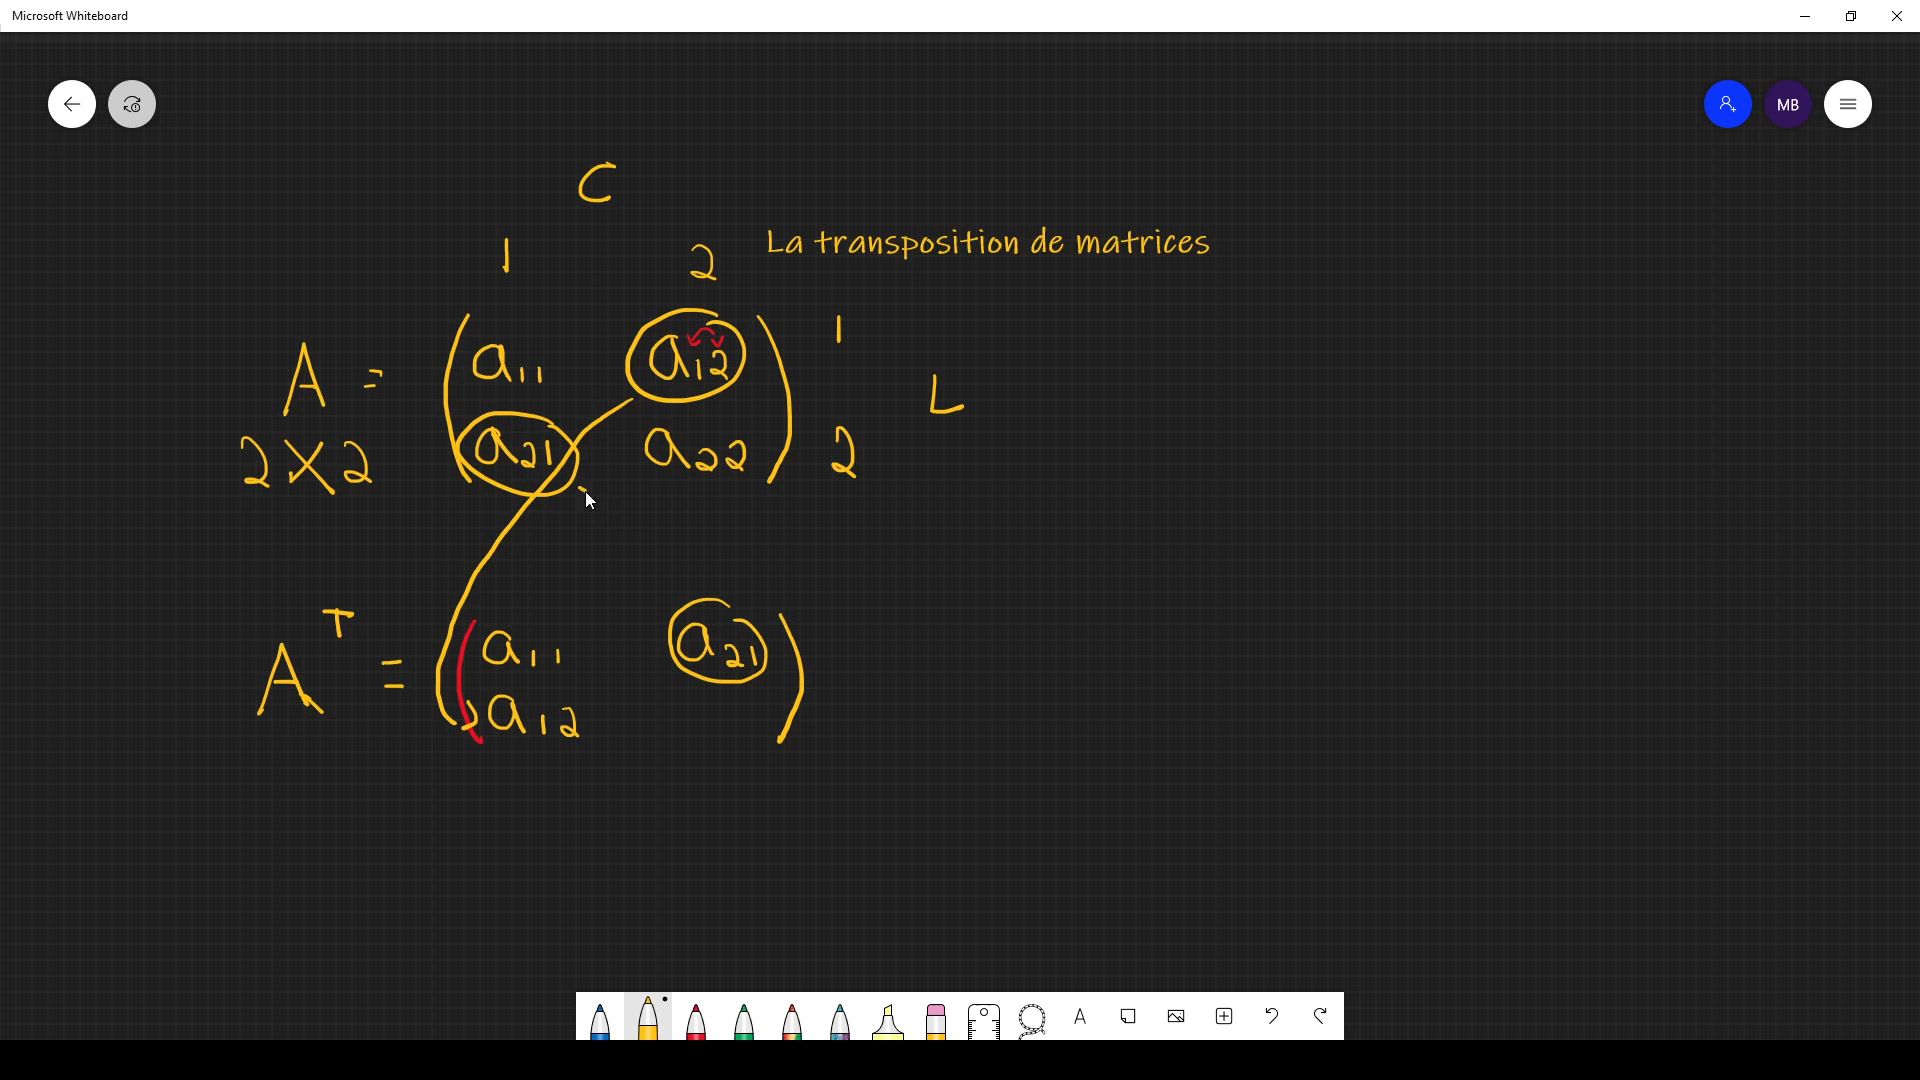 Microsoft Whiteboard
MB
C
1 2 La transposition de matrices
A = ( a11 a12 ) 1
L
2X2 a21 a22 2
A^T = ( a11 a21 )
a12